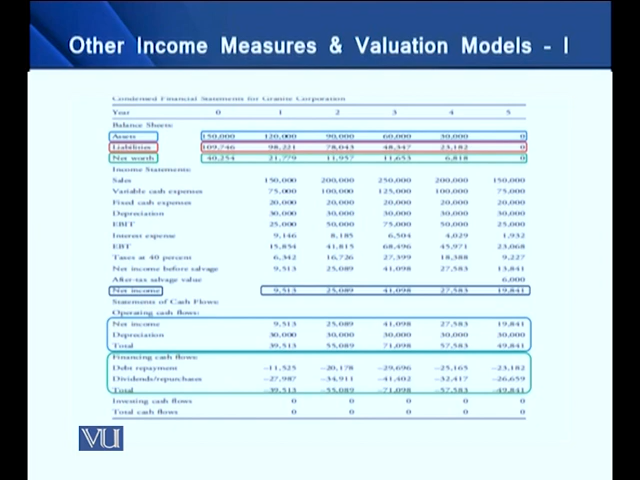 Other Income Measures & Valuation Models - I
Condensed Financial Statements for Granite Corporation
Year 0 1 2 3 4 5
Balance Sheets:
Assets 150,000 120,000 90,000 60,000 30,000 0
Liabilities 109,746 98,221 78,043 48,347 23,182 0
Net worth 40,254 21,779 11,957 11,653 6,818 0
Income Statements:
Sales 150,000 200,000 250,000 200,000 150,000
Variable cash expenses 75,000 100,000 125,000 100,000 75,000
Fixed cash expenses 20,000 20,000 20,000 20,000 20,000
Depreciation 30,000 30,000 30,000 30,000 30,000
EBIT 25,000 50,000 75,000 50,000 25,000
Interest expense 9,146 8,185 6,504 4,029 1,932
EBT 15,854 41,815 68,496 45,971 23,068
Taxes at 40 percent 6,342 16,726 27,399 18,388 9,227
Net income before salvage 9,513 25,089 41,098 27,583 13,841
After-tax salvage value 6,000
Net income 9,513 25,089 41,098 27,583 19,841
Statements of Cash Flows:
Operating cash flows:
Net income 9,513 25,089 41,098 27,583 19,841
Depreciation 30,000 30,000 30,000 30,000 30,000
Total 39,513 55,089 71,098 57,583 49,841
Financing cash flows:
Debt repayment −11,525 −20,178 −29,696 −25,165 −23,182
Dividends/repurchases −27,987 −34,911 −41,402 −32,417 −26,659
Total −39,513 −55,089 −71,098 −57,583 −49,841
Investing cash flows 0 0 0 0 0
Total cash flows 0 0 0 0 0
VU